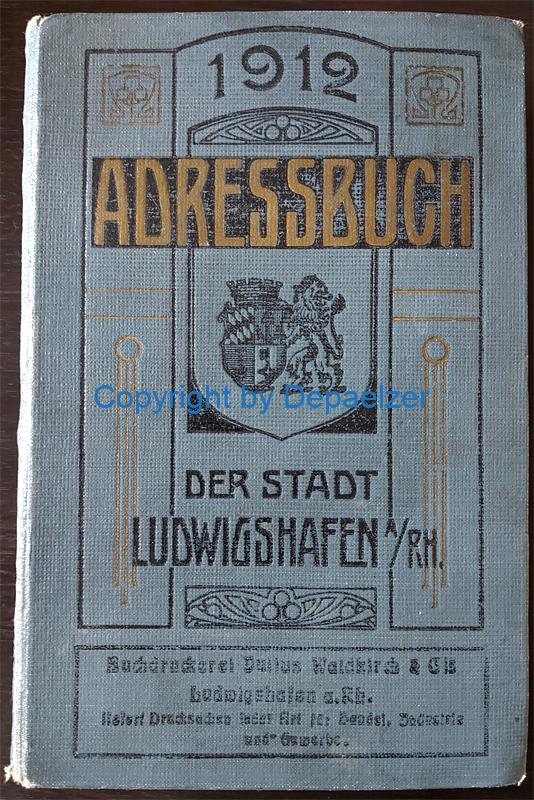 1912
ADRESSBUCH
Copyright by Depaelzer
DER STADT
LUDWIGSHAFEN A/RH.
Buchdruckerei Julius Waldkirch & Cie
Ludwigshafen a. Rh.
liefert Drucksachen jeder Art für Handel, Industrie
und Gewerbe.